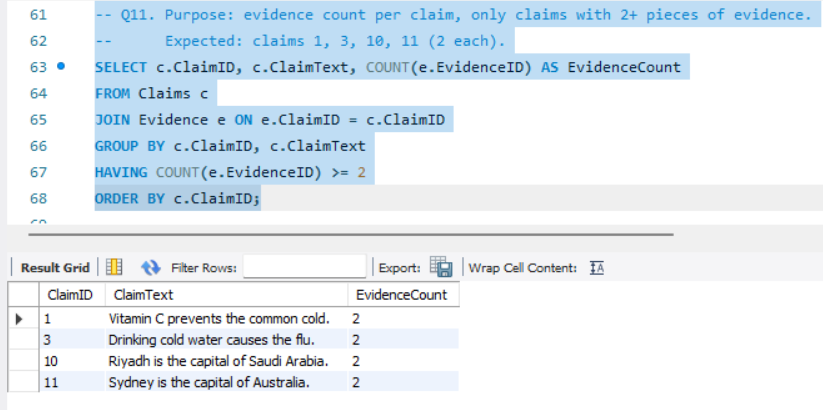 61 -- Q11. Purpose: evidence count per claim, only claims with 2+ pieces of evidence.
62 --      Expected: claims 1, 3, 10, 11 (2 each).
63 SELECT c.ClaimID, c.ClaimText, COUNT(e.EvidenceID) AS EvidenceCount
64 FROM Claims c
65 JOIN Evidence e ON e.ClaimID = c.ClaimID
66 GROUP BY c.ClaimID, c.ClaimText
67 HAVING COUNT(e.EvidenceID) >= 2
68 ORDER BY c.ClaimID;
Result Grid Filter Rows: Export: Wrap Cell Content: IA
ClaimID ClaimText EvidenceCount
1 Vitamin C prevents the common cold. 2
3 Drinking cold water causes the flu. 2
10 Riyadh is the capital of Saudi Arabia. 2
11 Sydney is the capital of Australia. 2